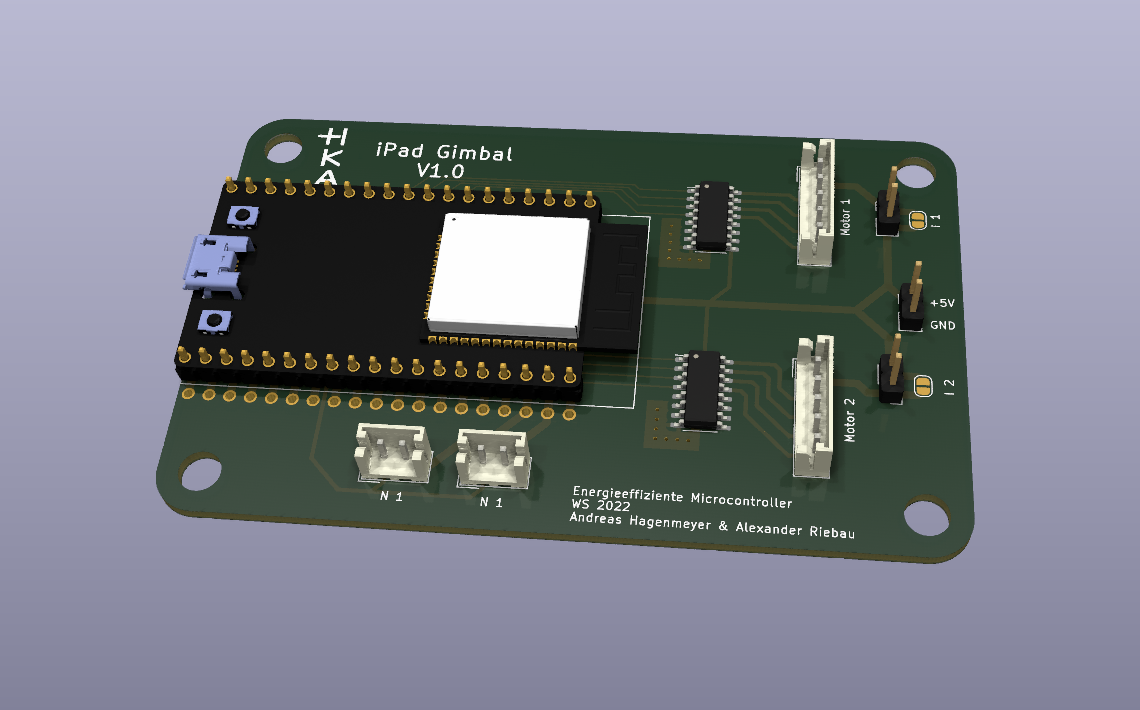 HKA
iPad Gimbal
V1.0
Motor 1
I 1
+5V
GND
Motor 2
I 2
N 1
N 1
Energieeffiziente Microcontroller
WS 2022
Andreas Hagenmeyer & Alexander Riebau